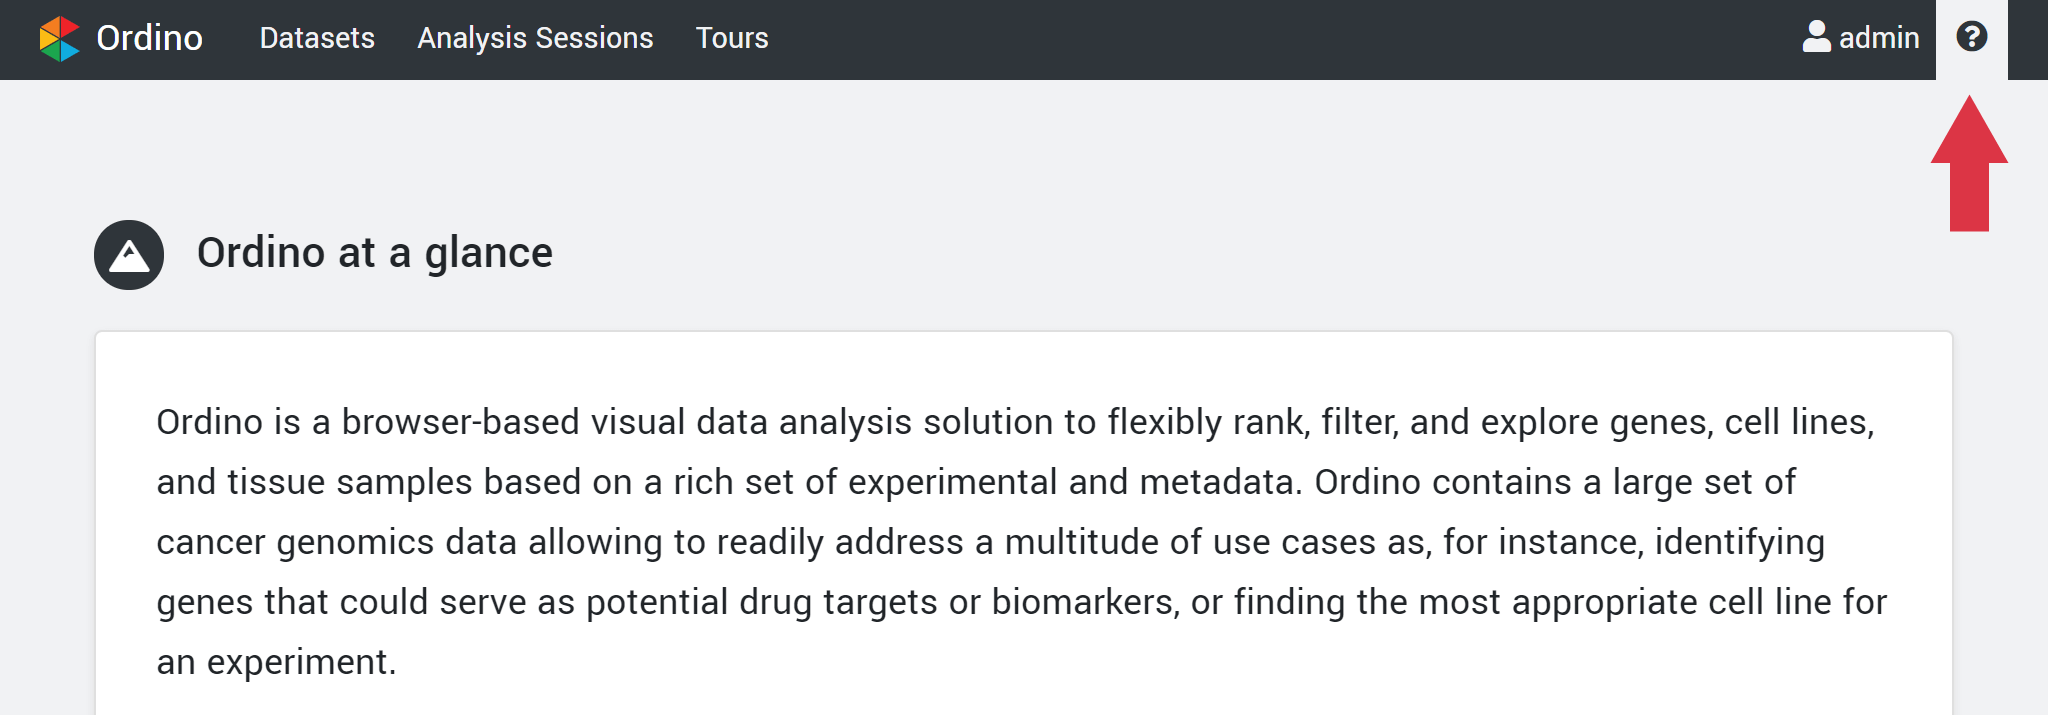 Ordino Datasets Analysis Sessions Tours admin ?
Ordino at a glance
Ordino is a browser-based visual data analysis solution to flexibly rank, filter, and explore genes, cell lines,
and tissue samples based on a rich set of experimental and metadata. Ordino contains a large set of
cancer genomics data allowing to readily address a multitude of use cases as, for instance, identifying
genes that could serve as potential drug targets or biomarkers, or finding the most appropriate cell line for
an experiment.